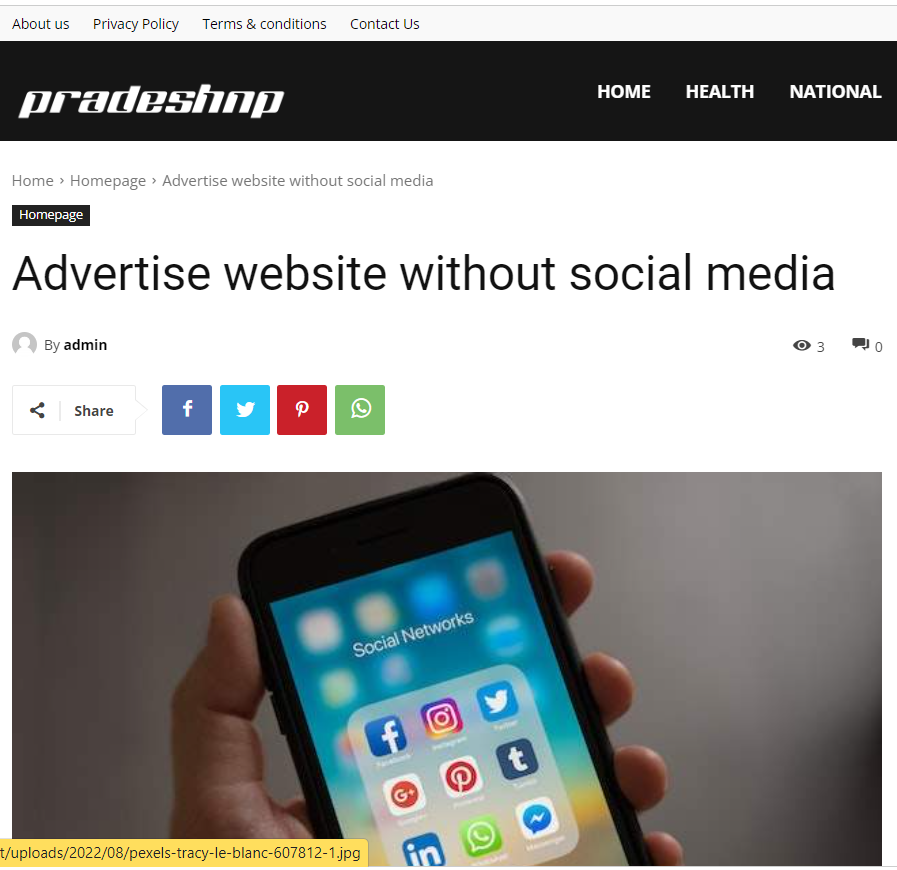 About us Privacy Policy Terms & conditions Contact Us
pradeshnp
HOME HEALTH NATIONAL
Home › Homepage › Advertise website without social media
Homepage
Advertise website without social media
By admin
3 0
Share
Social Networks
Facebook Instagram Twitter
Google+ Pinterest Tumblr
WhatsApp Messenger
t/uploads/2022/08/pexels-tracy-le-blanc-607812-1.jpg